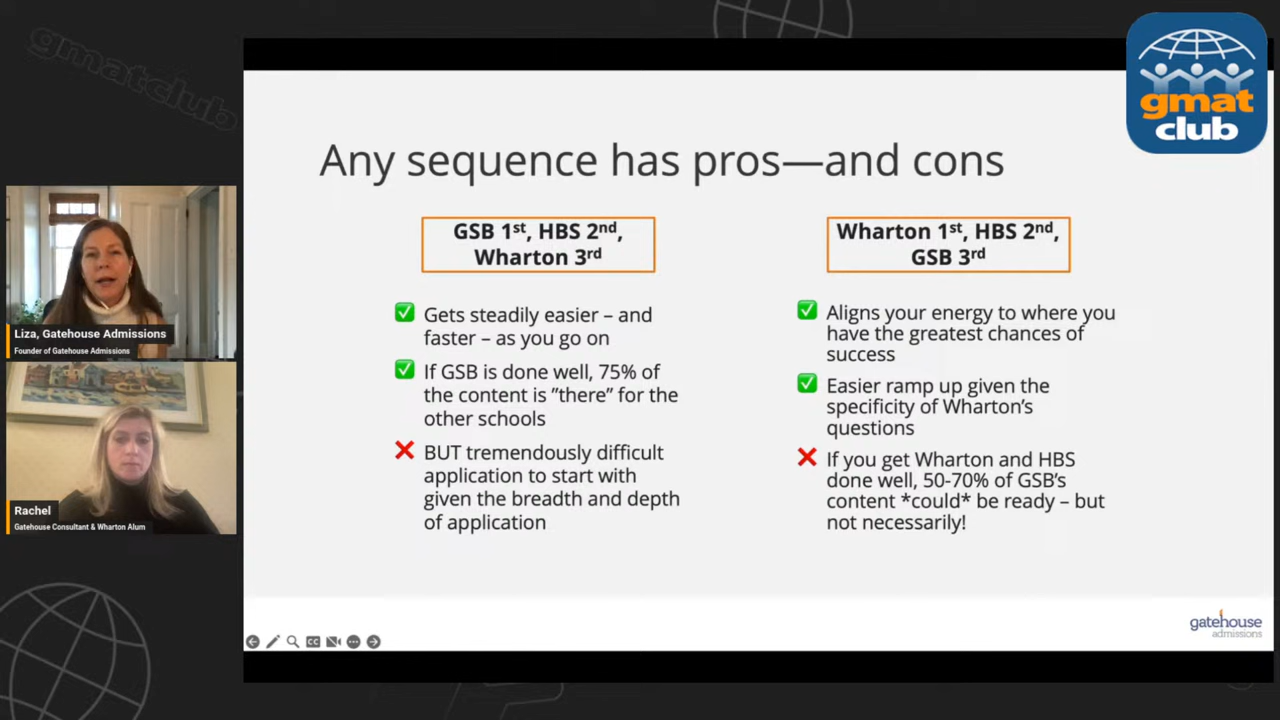 gmatclub
gmat
club
Any sequence has pros—and cons
GSB 1st, HBS 2nd,
Wharton 3rd
Gets steadily easier – and
faster – as you go on
If GSB is done well, 75% of
the content is ”there” for the
other schools
BUT tremendously difficult
application to start with
given the breadth and depth
of application
Wharton 1st, HBS 2nd,
GSB 3rd
Aligns your energy to where you
have the greatest chances of
success
Easier ramp up given the
specificity of Wharton’s
questions
If you get Wharton and HBS
done well, 50-70% of GSB’s
content *could* be ready – but
not necessarily!
Liza, Gatehouse Admissions
Founder of Gatehouse Admissions
Rachel
Gatehouse Consultant & Wharton Alum
CC
gatehouse
admissions